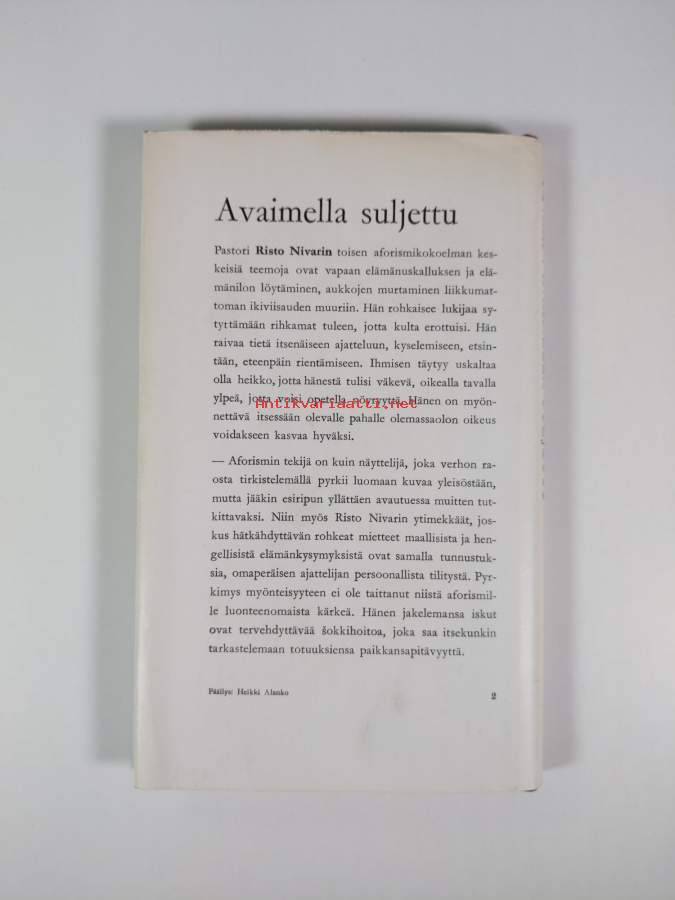 Avaimella suljettu
Pastori Risto Nivarin toisen aforismikokoelman kes-
keisiä teemoja ovat vapaan elämänuskalluksen ja elä-
mänilon löytäminen, aukkojen murtaminen liikkumat-
toman ikiviisauden muuriin. Hän rohkaisee lukijaa sy-
tyttämään rihkamat tuleen, jotta kulta erottuisi. Hän
raivaa tietä itsenäiseen ajatteluun, kyselemiseen, etsin-
tään, eteenpäin rientämiseen. Ihmisen täytyy uskaltaa
olla heikko, jotta hänestä tulisi väkevä, oikealla tavalla
ylpeä, jotta voisi opetella nöyryyttä. Hänen on myön-
Antikvariaatti.net
nettävä itsessään olevalle pahalle olemassaolon oikeus
voidakseen kasvaa hyväksi.
— Aforismin tekijä on kuin näyttelijä, joka verhon ra-
osta tirkistelemällä pyrkii luomaan kuvaa yleisöstään,
mutta jääkin esiripun yllättäen avautuessa muitten tut-
kittavaksi. Niin myös Risto Nivarin ytimekkäät, jos-
kus hätkähdyttävän rohkeat mietteet maallisista ja hen-
gellisistä elämänkysymyksistä ovat samalla tunnustuk-
sia, omaperäisen ajattelijan persoonallista tilitystä. Pyr-
kimys myönteisyyteen ei ole taittanut niistä aforismil-
le luonteenomaista kärkeä. Hänen jakelemansa iskut
ovat tervehdyttävää šokkihoitoa, joka saa itsekunkin
tarkastelemaan totuuksiensa paikkansapitävyyttä.
Päällys: Heikki Alanko
2